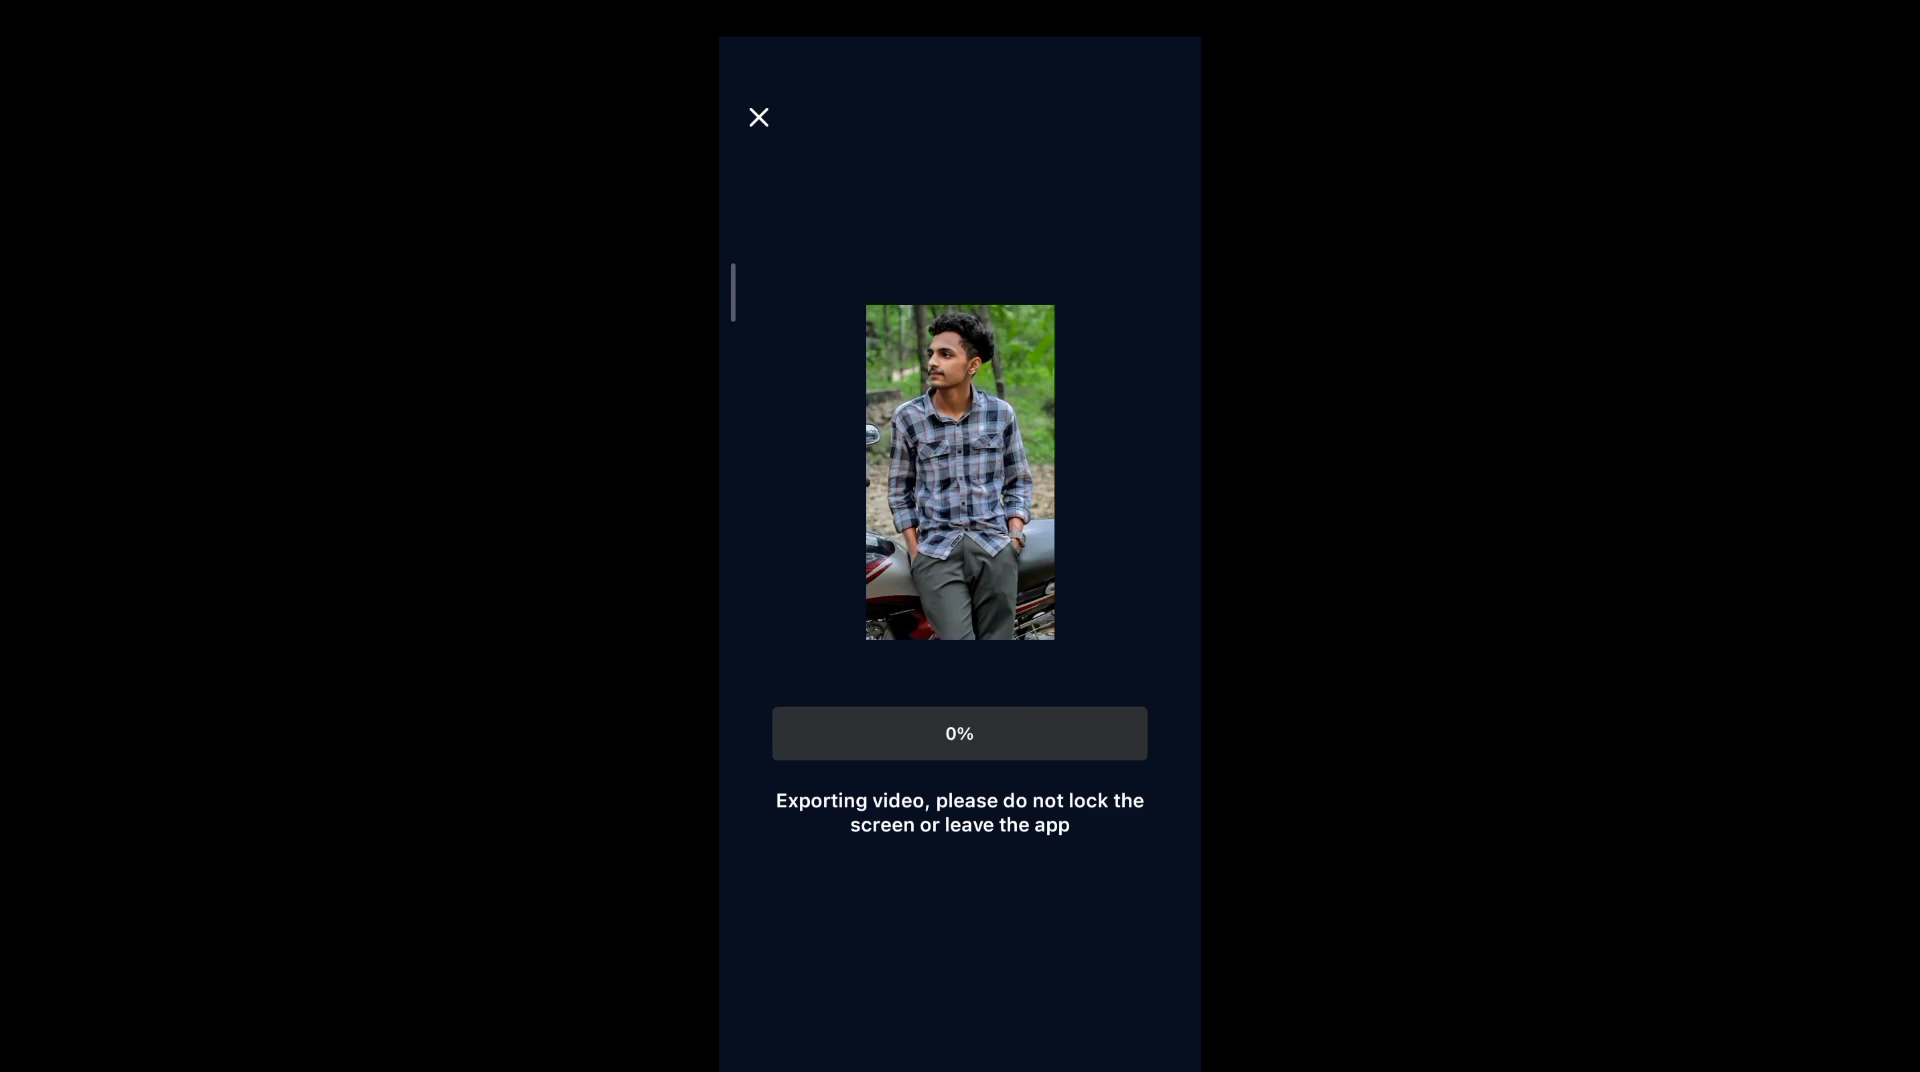 0%
Exporting video, please do not lock the
screen or leave the app